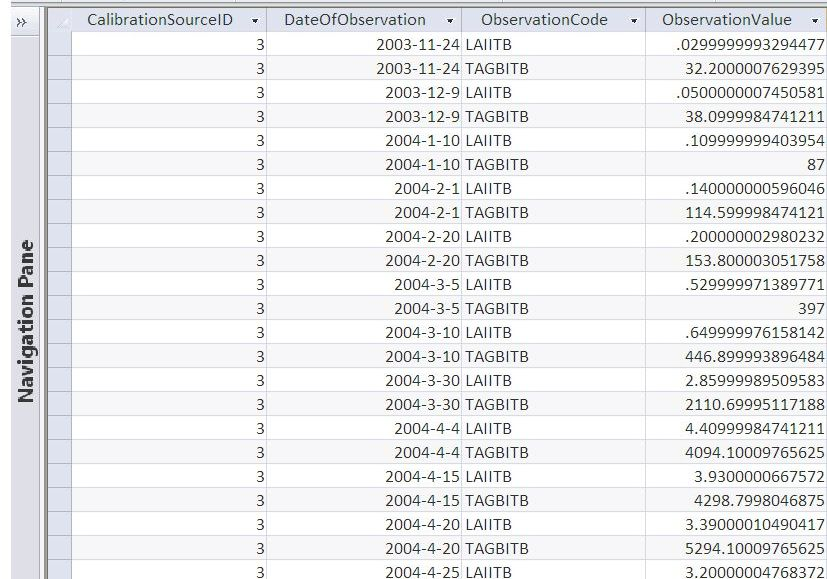 » CalibrationSourceID DateOfObservation ObservationCode ObservationValue
3 2003-11-24 LAIITB .0299999993294477
3 2003-11-24 TAGBITB 32.2000007629395
3 2003-12-9 LAIITB .0500000007450581
3 2003-12-9 TAGBITB 38.0999984741211
3 2004-1-10 LAIITB .109999999403954
3 2004-1-10 TAGBITB 87
3 2004-2-1 LAIITB .140000000596046
3 2004-2-1 TAGBITB 114.599998474121
3 2004-2-20 LAIITB .200000002980232
3 2004-2-20 TAGBITB 153.800003051758
3 2004-3-5 LAIITB .529999971389771
3 2004-3-5 TAGBITB 397
3 2004-3-10 LAIITB .649999976158142
3 2004-3-10 TAGBITB 446.899993896484
3 2004-3-30 LAIITB 2.85999989509583
3 2004-3-30 TAGBITB 2110.69995117188
3 2004-4-4 LAIITB 4.40999984741211
3 2004-4-4 TAGBITB 4094.10009765625
3 2004-4-15 LAIITB 3.9300000667572
3 2004-4-15 TAGBITB 4298.7998046875
3 2004-4-20 LAIITB 3.39000010490417
3 2004-4-20 TAGBITB 5294.10009765625
3 2004-4-25 LAIITB 3.20000004768372
Navigation Pane